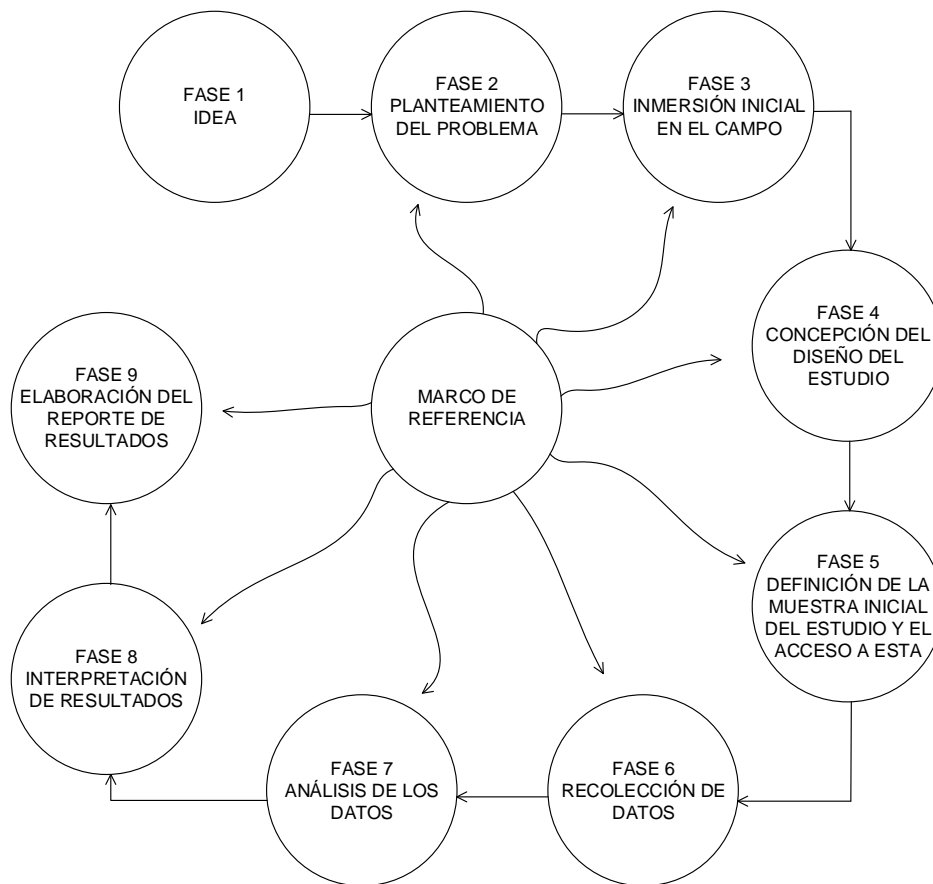 FASE 1
IDEA
FASE 2
PLANTEAMIENTO
DEL PROBLEMA
FASE 3
INMERSIÓN INICIAL
EN EL CAMPO
FASE 4
CONCEPCIÓN DEL
DISEÑO DEL
ESTUDIO
FASE 5
DEFINICIÓN DE LA
MUESTRA INICIAL
DEL ESTUDIO Y EL
ACCESO A ESTA
FASE 6
RECOLECCIÓN DE
DATOS
FASE 7
ANÁLISIS DE LOS
DATOS
FASE 8
INTERPRETACIÓN
DE RESULTADOS
FASE 9
ELABORACIÓN DEL
REPORTE DE
RESULTADOS
MARCO DE
REFERENCIA